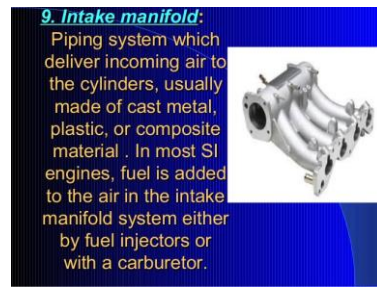 9. Intake manifold:
Piping system which
deliver incoming air to
the cylinders, usually
made of cast metal,
plastic, or composite
material . In most SI
engines, fuel is added
to the air in the intake
manifold system either
by fuel injectors or
with a carburetor.